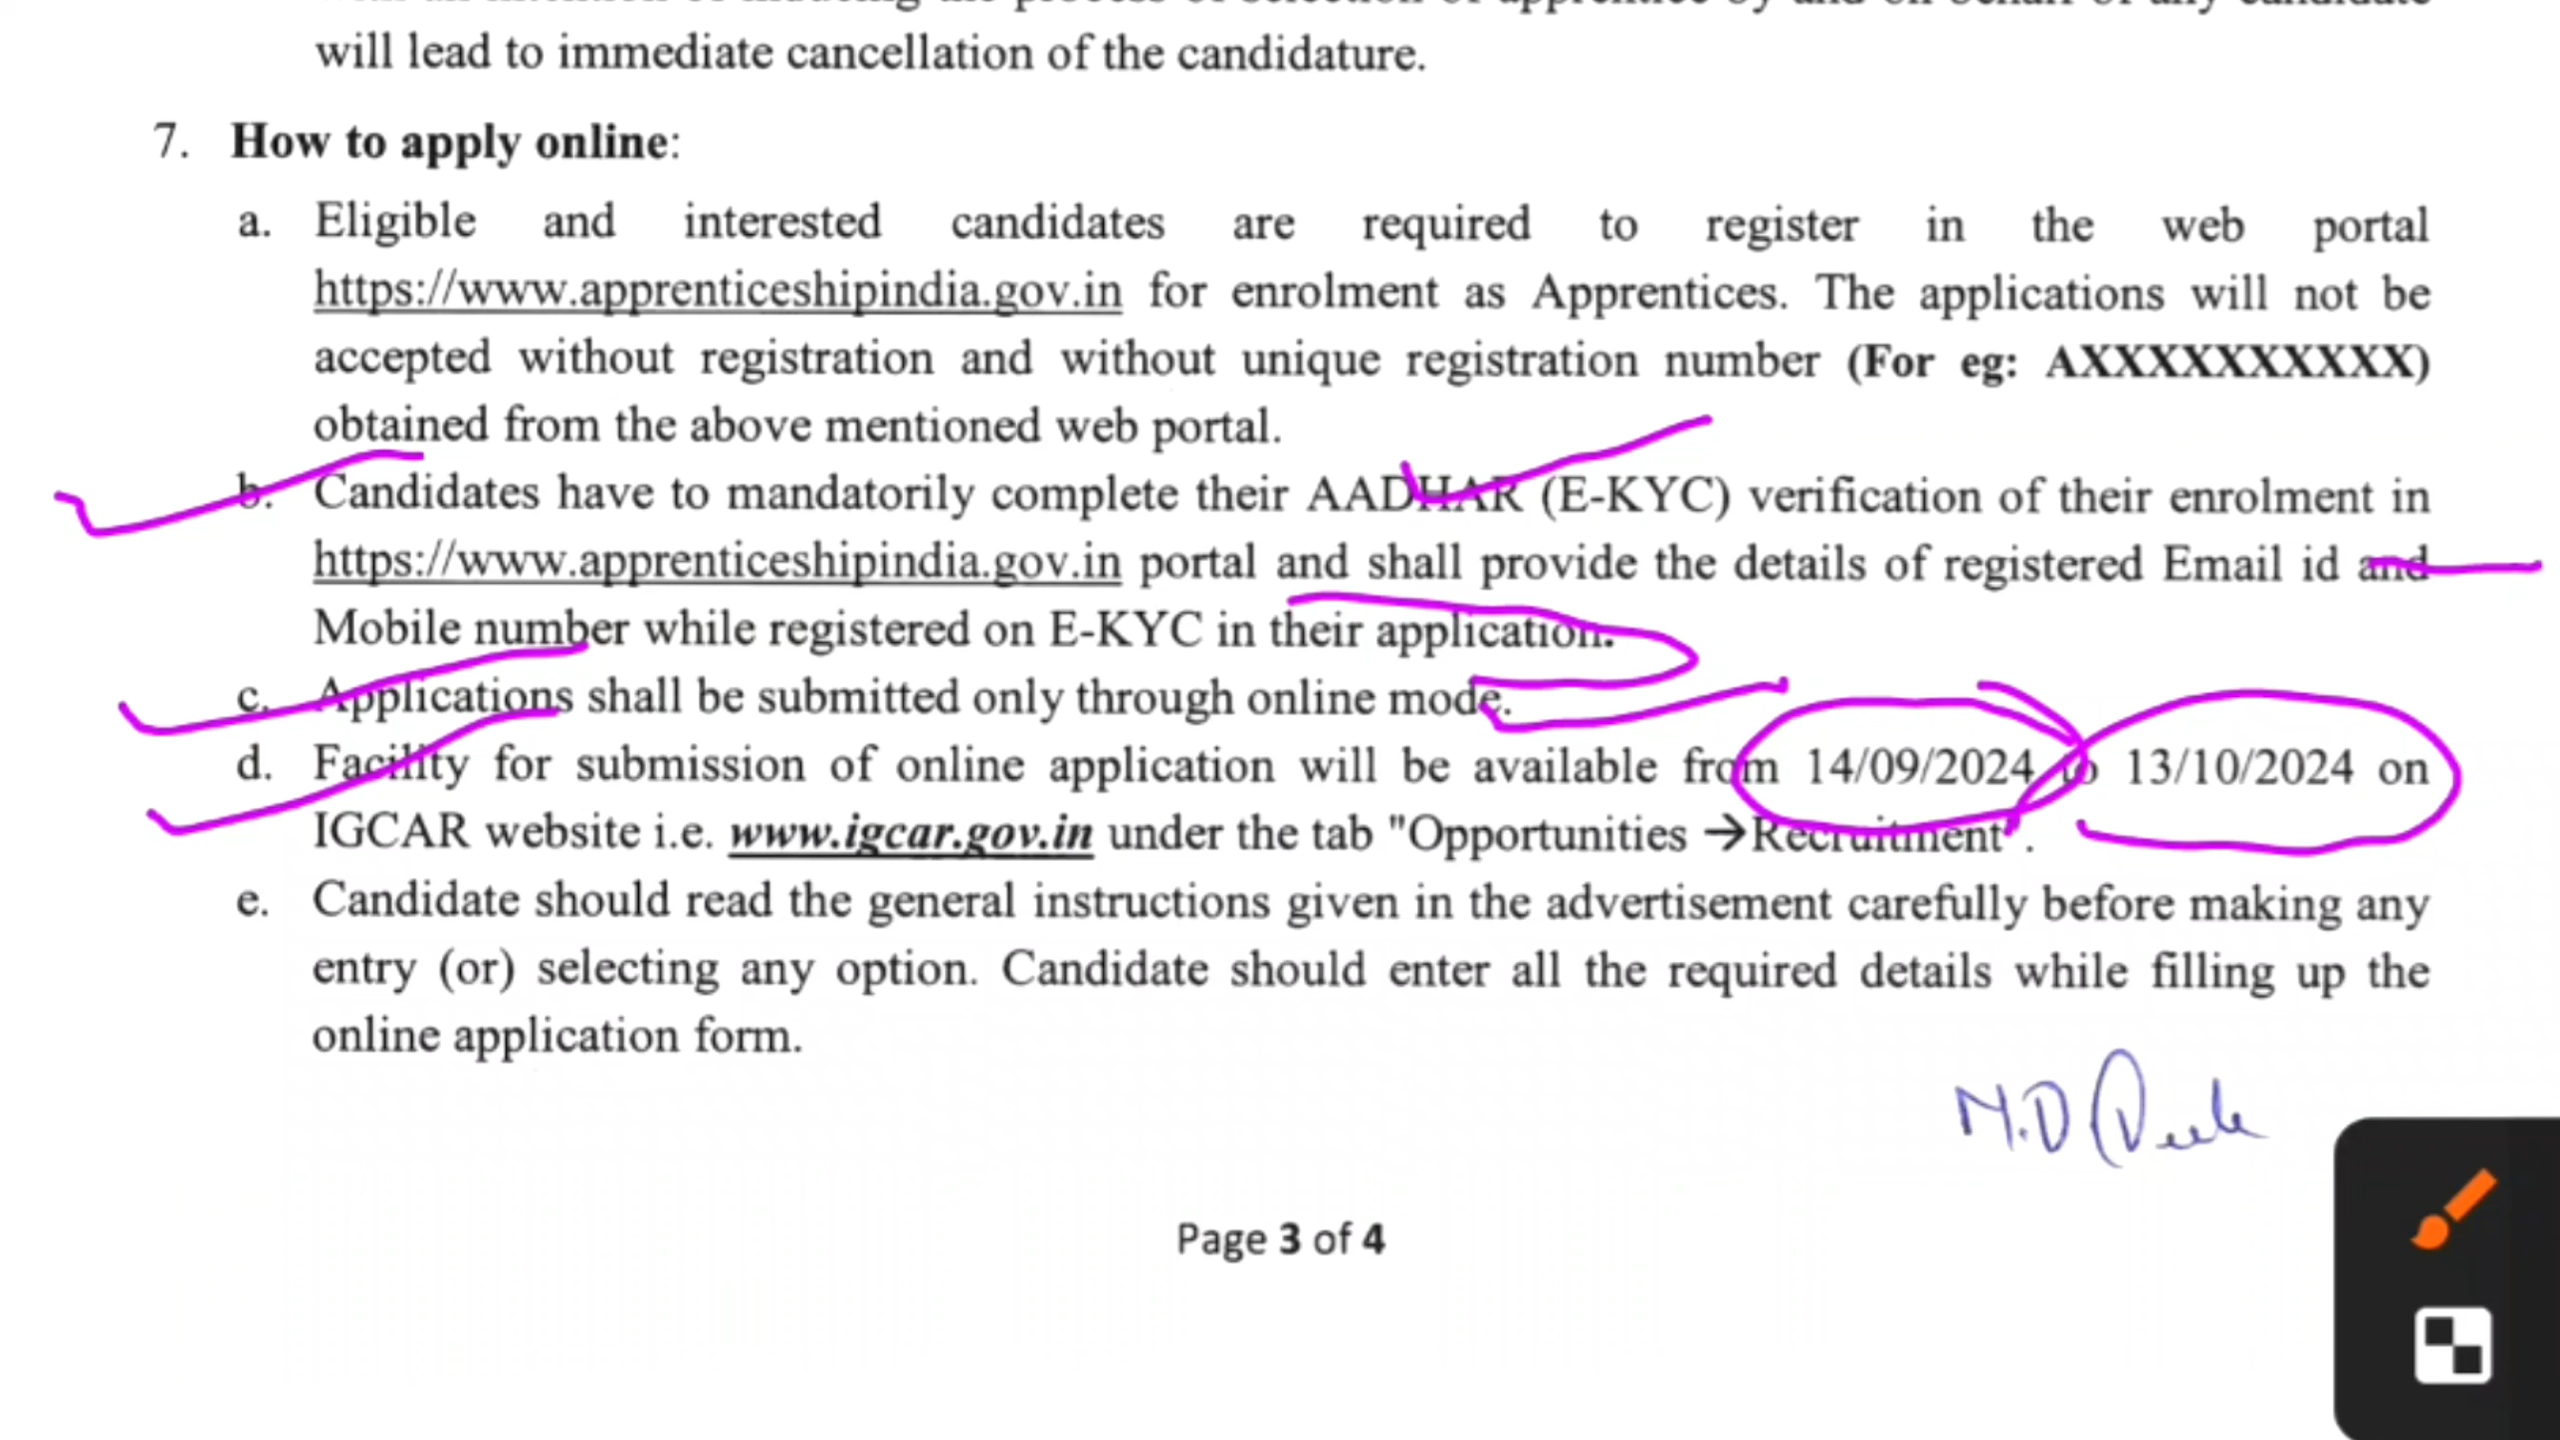 will lead to immediate cancellation of the candidature.
7. How to apply online:
a. Eligible and interested candidates are required to register in the web portal
https://www.apprenticeshipindia.gov.in for enrolment as Apprentices. The applications will not be
accepted without registration and without unique registration number (For eg: AXXXXXXXXXX)
obtained from the above mentioned web portal.
b. Candidates have to mandatorily complete their AADHAR (E-KYC) verification of their enrolment in
https://www.apprenticeshipindia.gov.in portal and shall provide the details of registered Email id and
Mobile number while registered on E-KYC in their application.
c. Applications shall be submitted only through online mode.
d. Facility for submission of online application will be available from 14/09/2024 to 13/10/2024 on
IGCAR website i.e. www.igcar.gov.in under the tab "Opportunities →Recruitment".
e. Candidate should read the general instructions given in the advertisement carefully before making any
entry (or) selecting any option. Candidate should enter all the required details while filling up the
online application form.
M.D
Page 3 of 4